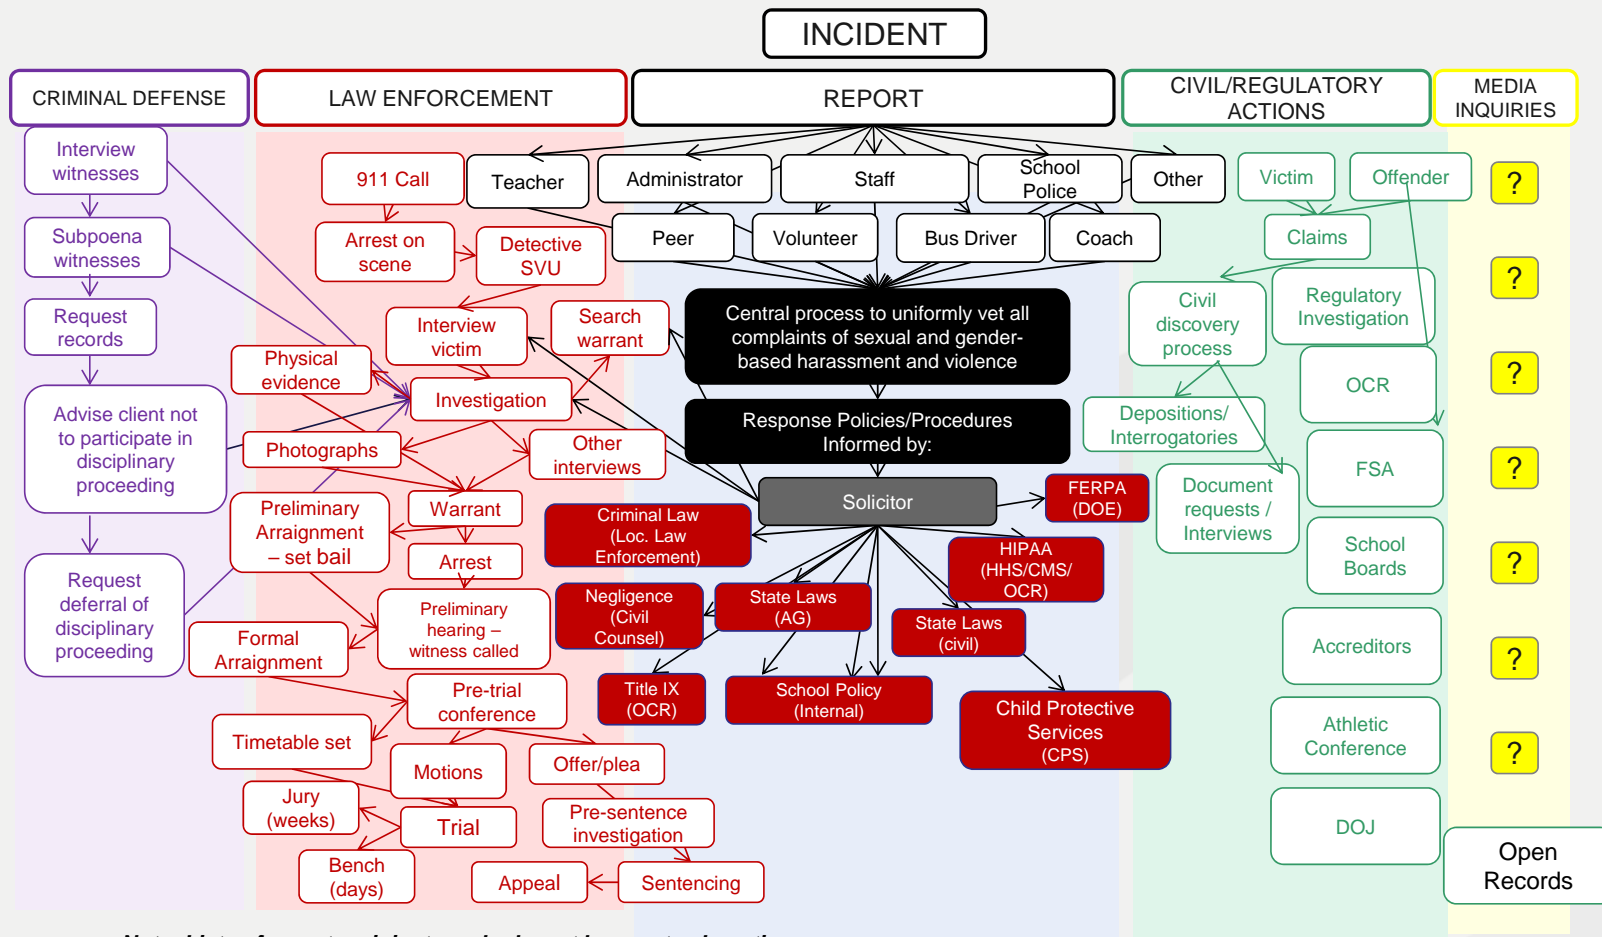 INCIDENT
CRIMINAL DEFENSE
LAW ENFORCEMENT
REPORT
CIVIL/REGULATORY
ACTIONS
MEDIA
INQUIRIES
Interview
witnesses
Subpoena
witnesses
Request
records
Advise client not
to participate in
disciplinary
proceeding
Request
deferral of
disciplinary
proceeding
911 Call
Arrest on
scene
Detective
SVU
Interview
victim
Search
warrant
Physical
evidence
Investigation
Photographs
Other
interviews
Warrant
Preliminary
Arraignment
– set bail
Arrest
Preliminary
hearing –
witness called
Formal
Arraignment
Pre-trial
conference
Timetable set
Motions
Offer/plea
Jury
(weeks)
Trial
Pre-sentence
investigation
Bench
(days)
Appeal
Sentencing
Teacher
Administrator
Staff
School
Police
Other
Peer
Volunteer
Bus Driver
Coach
Central process to uniformly vet all
complaints of sexual and gender-
based harassment and violence
Response Policies/Procedures
Informed by:
Solicitor
FERPA
(DOE)
Criminal Law
(Loc. Law
Enforcement)
HIPAA
(HHS/CMS/
OCR)
Negligence
(Civil
Counsel)
State Laws
(AG)
State Laws
(civil)
Title IX
(OCR)
School Policy
(Internal)
Child Protective
Services
(CPS)
Victim
Offender
Claims
Civil
discovery
process
Regulatory
Investigation
OCR
Depositions/
Interrogatories
FSA
Document
requests /
Interviews
School
Boards
Accreditors
Athletic
Conference
DOJ
?
?
?
?
?
?
?
Open
Records